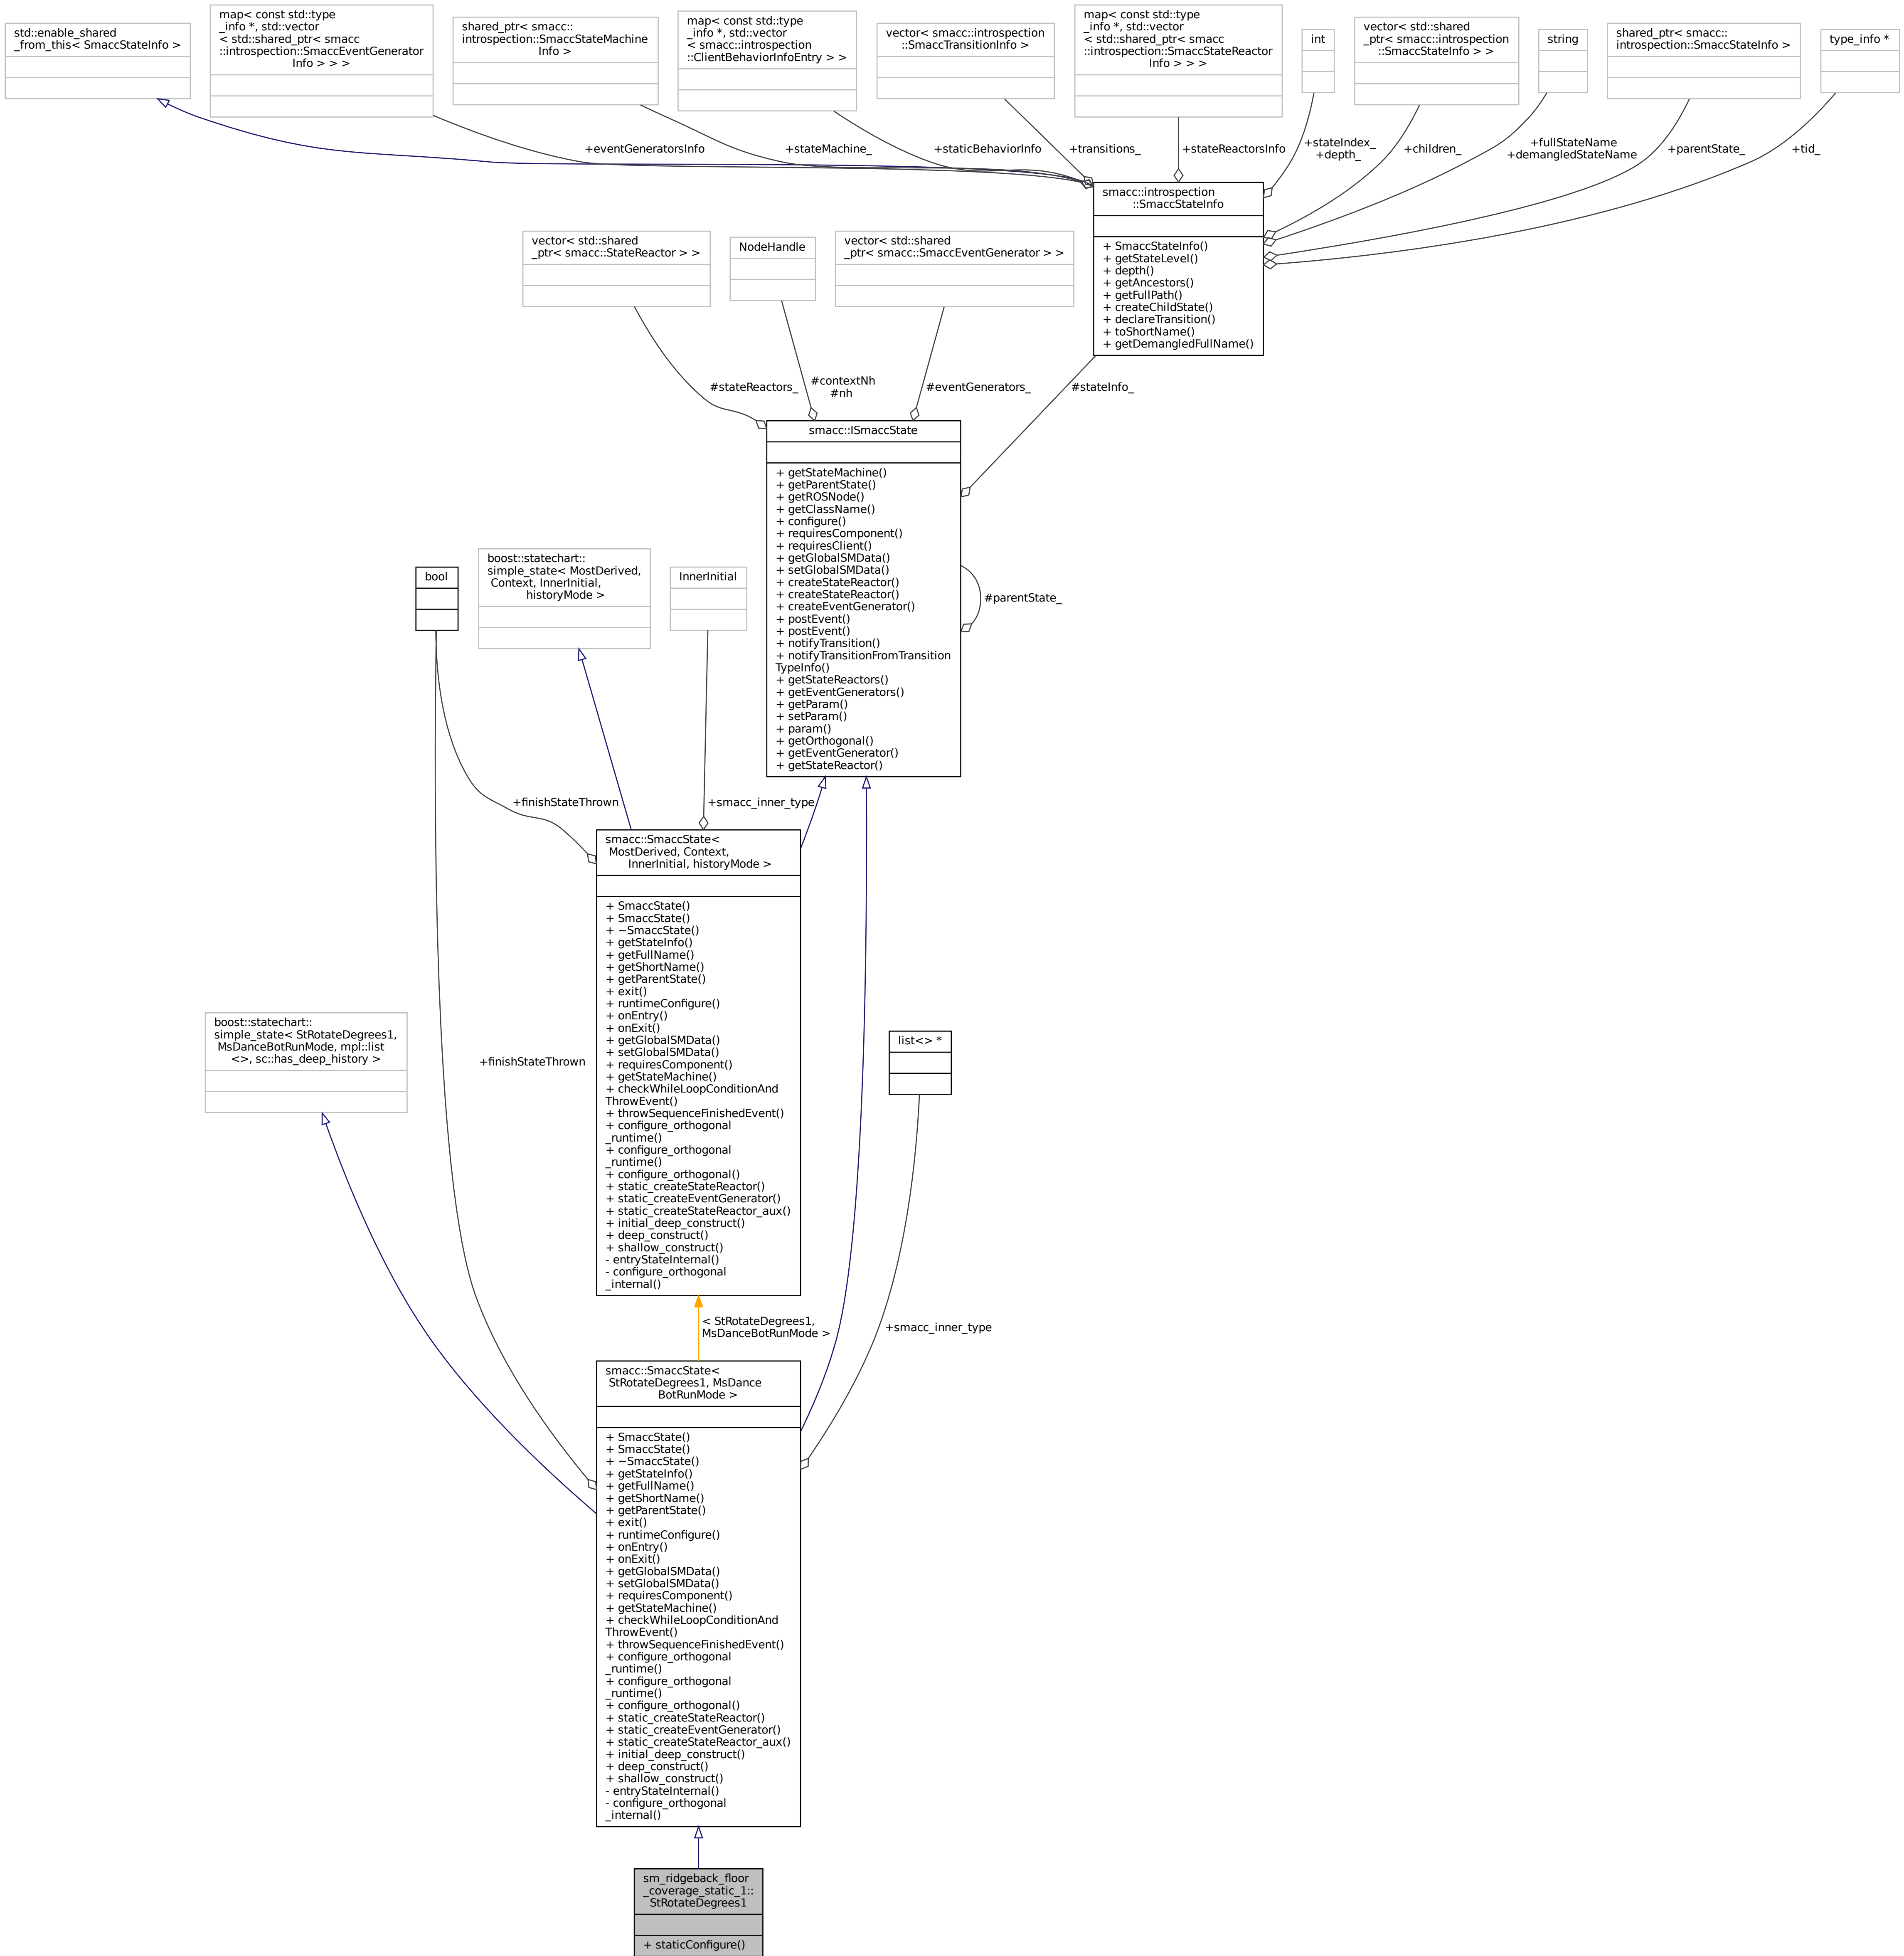 std::enable_shared
_from_this< SmaccStateInfo >
map< const std::type
_info *, std::vector
< std::shared_ptr< smacc
::introspection::SmaccEventGenerator
Info > > >
shared_ptr< smacc::
introspection::SmaccStateMachine
Info >
map< const std::type
_info *, std::vector
< smacc::introspection
::ClientBehaviorInfoEntry > >
vector< smacc::introspection
::SmaccTransitionInfo >
map< const std::type
_info *, std::vector
< std::shared_ptr< smacc
::introspection::SmaccStateReactor
Info > > >
int
vector< std::shared
_ptr< smacc::introspection
::SmaccStateInfo > >
string
shared_ptr< smacc::
introspection::SmaccStateInfo >
type_info *
+eventGeneratorsInfo
+stateMachine_
+staticBehaviorInfo
+transitions_
+stateReactorsInfo
+stateIndex_
+depth_
+children_
+fullStateName
+demangledStateName
+parentState_
+tid_
smacc::introspection
::SmaccStateInfo
+ SmaccStateInfo()
+ getStateLevel()
+ depth()
+ getAncestors()
+ getFullPath()
+ createChildState()
+ declareTransition()
+ toShortName()
+ getDemangledFullName()
vector< std::shared
_ptr< smacc::StateReactor > >
NodeHandle
vector< std::shared
_ptr< smacc::SmaccEventGenerator > >
#stateReactors_
#contextNh
#nh
#eventGenerators_
#stateInfo_
smacc::ISmaccState
+ getStateMachine()
+ getParentState()
+ getROSNode()
+ getClassName()
+ configure()
+ requiresComponent()
+ requiresClient()
+ getGlobalSMData()
+ setGlobalSMData()
+ createStateReactor()
+ createStateReactor()
+ createEventGenerator()
+ postEvent()
+ postEvent()
+ notifyTransition()
+ notifyTransitionFromTransition
TypeInfo()
+ getStateReactors()
+ getEventGenerators()
+ getParam()
+ setParam()
+ param()
+ getOrthogonal()
+ getEventGenerator()
+ getStateReactor()
#parentState_
bool
boost::statechart::
simple_state< MostDerived,
Context, InnerInitial,
historyMode >
InnerInitial
+finishStateThrown
+smacc_inner_type
smacc::SmaccState<
MostDerived, Context,
InnerInitial, historyMode >
+ SmaccState()
+ SmaccState()
+ ~SmaccState()
+ getStateInfo()
+ getFullName()
+ getShortName()
+ getParentState()
+ exit()
+ runtimeConfigure()
+ onEntry()
+ onExit()
+ getGlobalSMData()
+ setGlobalSMData()
+ requiresComponent()
+ getStateMachine()
+ checkWhileLoopConditionAnd
ThrowEvent()
+ throwSequenceFinishedEvent()
+ configure_orthogonal
_runtime()
+ configure_orthogonal
_runtime()
+ configure_orthogonal()
+ static_createStateReactor()
+ static_createEventGenerator()
+ static_createStateReactor_aux()
+ initial_deep_construct()
+ deep_construct()
+ shallow_construct()
- entryStateInternal()
- configure_orthogonal
_internal()
boost::statechart::
simple_state< StRotateDegrees1,
MsDanceBotRunMode, mpl::list
<>, sc::has_deep_history >
+finishStateThrown
list<> *
< StRotateDegrees1,
MsDanceBotRunMode >
+smacc_inner_type
smacc::SmaccState<
StRotateDegrees1, MsDance
BotRunMode >
+ SmaccState()
+ SmaccState()
+ ~SmaccState()
+ getStateInfo()
+ getFullName()
+ getShortName()
+ getParentState()
+ exit()
+ runtimeConfigure()
+ onEntry()
+ onExit()
+ getGlobalSMData()
+ setGlobalSMData()
+ requiresComponent()
+ getStateMachine()
+ checkWhileLoopConditionAnd
ThrowEvent()
+ throwSequenceFinishedEvent()
+ configure_orthogonal
_runtime()
+ configure_orthogonal
_runtime()
+ configure_orthogonal()
+ static_createStateReactor()
+ static_createEventGenerator()
+ static_createStateReactor_aux()
+ initial_deep_construct()
+ deep_construct()
+ shallow_construct()
- entryStateInternal()
- configure_orthogonal
_internal()
sm_ridgeback_floor
_coverage_static_1::
StRotateDegrees1
+ staticConfigure()